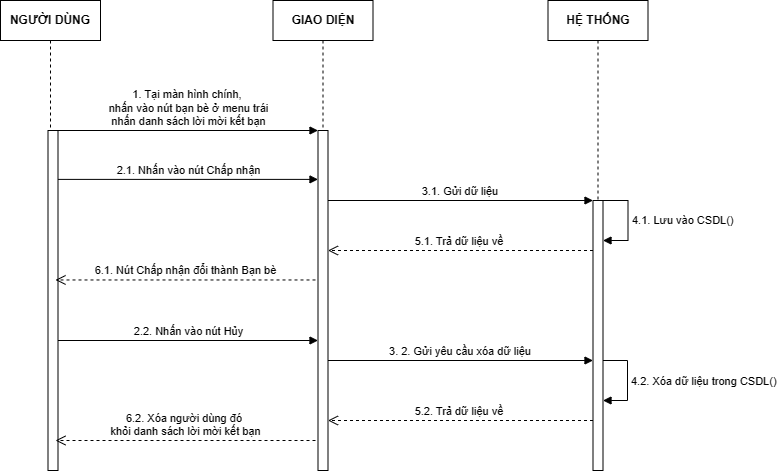 NGƯỜI DÙNG
GIAO DIỆN
HỆ THỐNG
1. Tại màn hình chính,
nhấn vào nút bạn bè ở menu trái
nhấn danh sách lời mời kết bạn
2.1. Nhấn vào nút Chấp nhận
3.1. Gửi dữ liệu
4.1. Lưu vào CSDL()
5.1. Trả dữ liệu về
6.1. Nút Chấp nhận đổi thành Bạn bè
2.2. Nhấn vào nút Hủy
3. 2. Gửi yêu cầu xóa dữ liệu
4.2. Xóa dữ liệu trong CSDL()
5.2. Trả dữ liệu về
6.2. Xóa người dùng đó
khỏi danh sách lời mời kết bạn